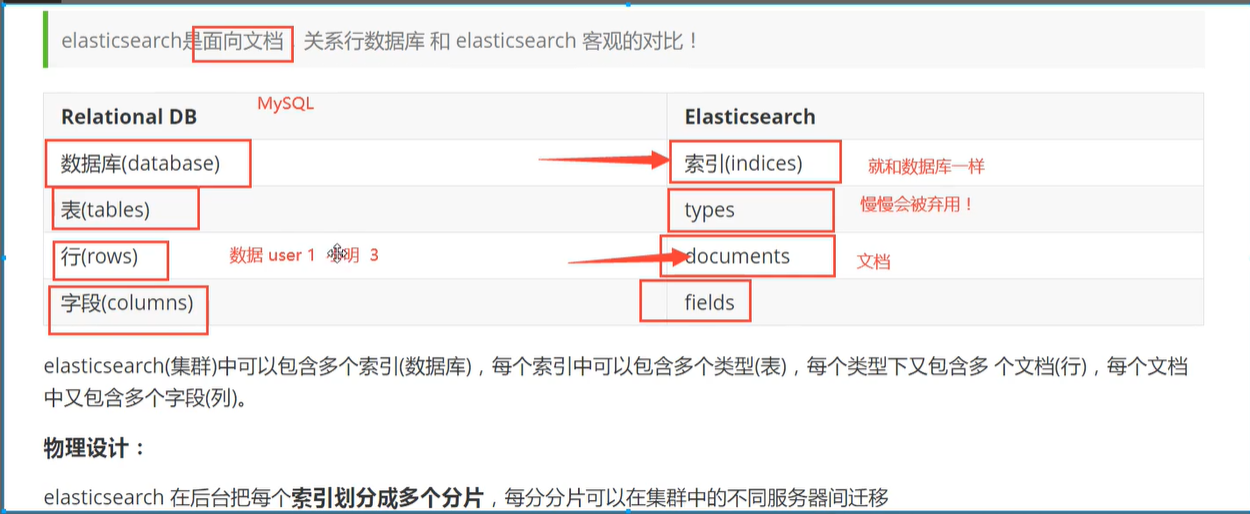 elasticsearch是面向文档 关系行数据库 和 elasticsearch 客观的对比！
Relational DB MySQL Elasticsearch
数据库(database) 索引(indices) 就和数据库一样
表(tables) types 慢慢会被弃用！
行(rows) 数据 user 1 明 3 documents 文档
字段(columns) fields
elasticsearch(集群)中可以包含多个索引(数据库)，每个索引中可以包含多个类型(表)，每个类型下又包含多 个文档(行)，每个文档
中又包含多个字段(列)。
物理设计：
elasticsearch 在后台把每个索引划分成多个分片，每分分片可以在集群中的不同服务器间迁移